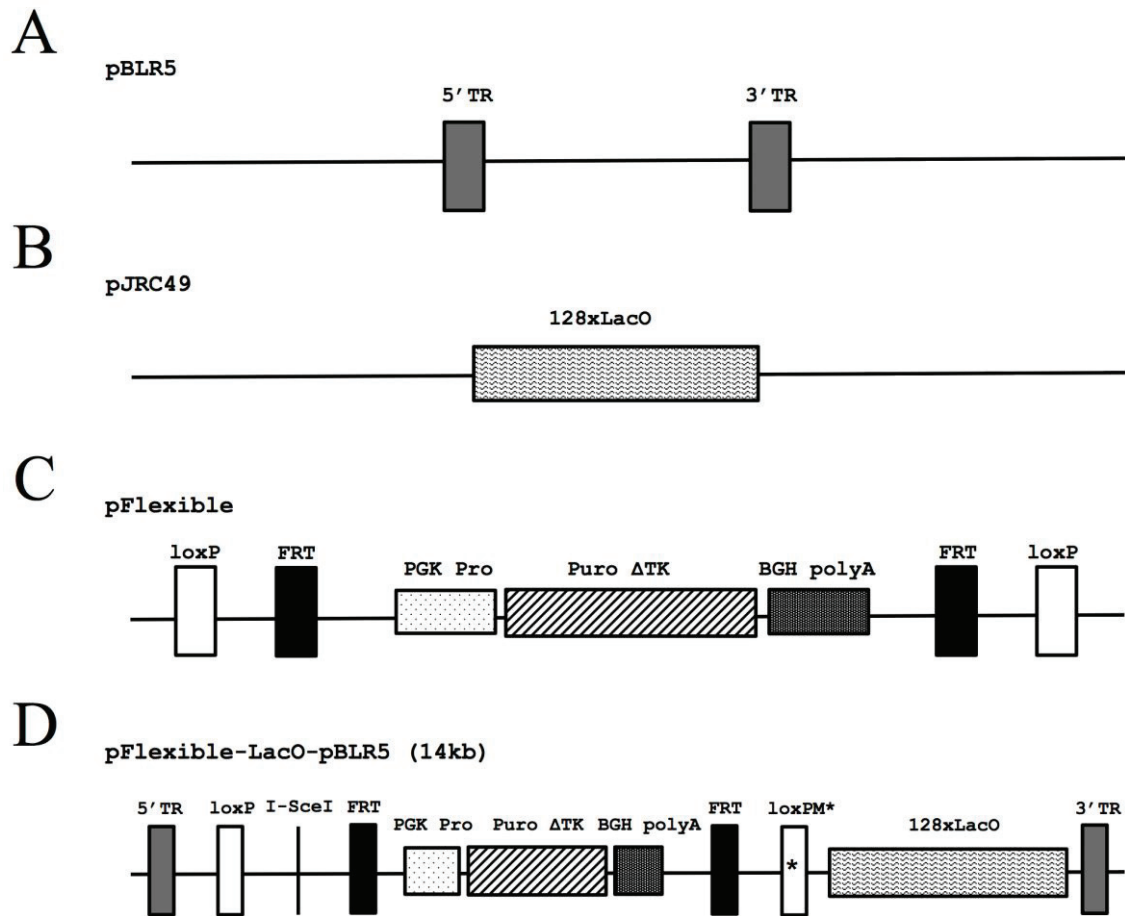 A
pBLR5
5'TR 3'TR
B
pJRC49
128xLacO
C
pFlexible
loxP FRT PGK Pro Puro ΔTK BGH polyA FRT loxP
D
pFlexible-LacO-pBLR5 (14kb)
5'TR loxP I-SceI FRT PGK Pro Puro ΔTK BGH polyA FRT loxPM* 128xLacO 3'TR
*